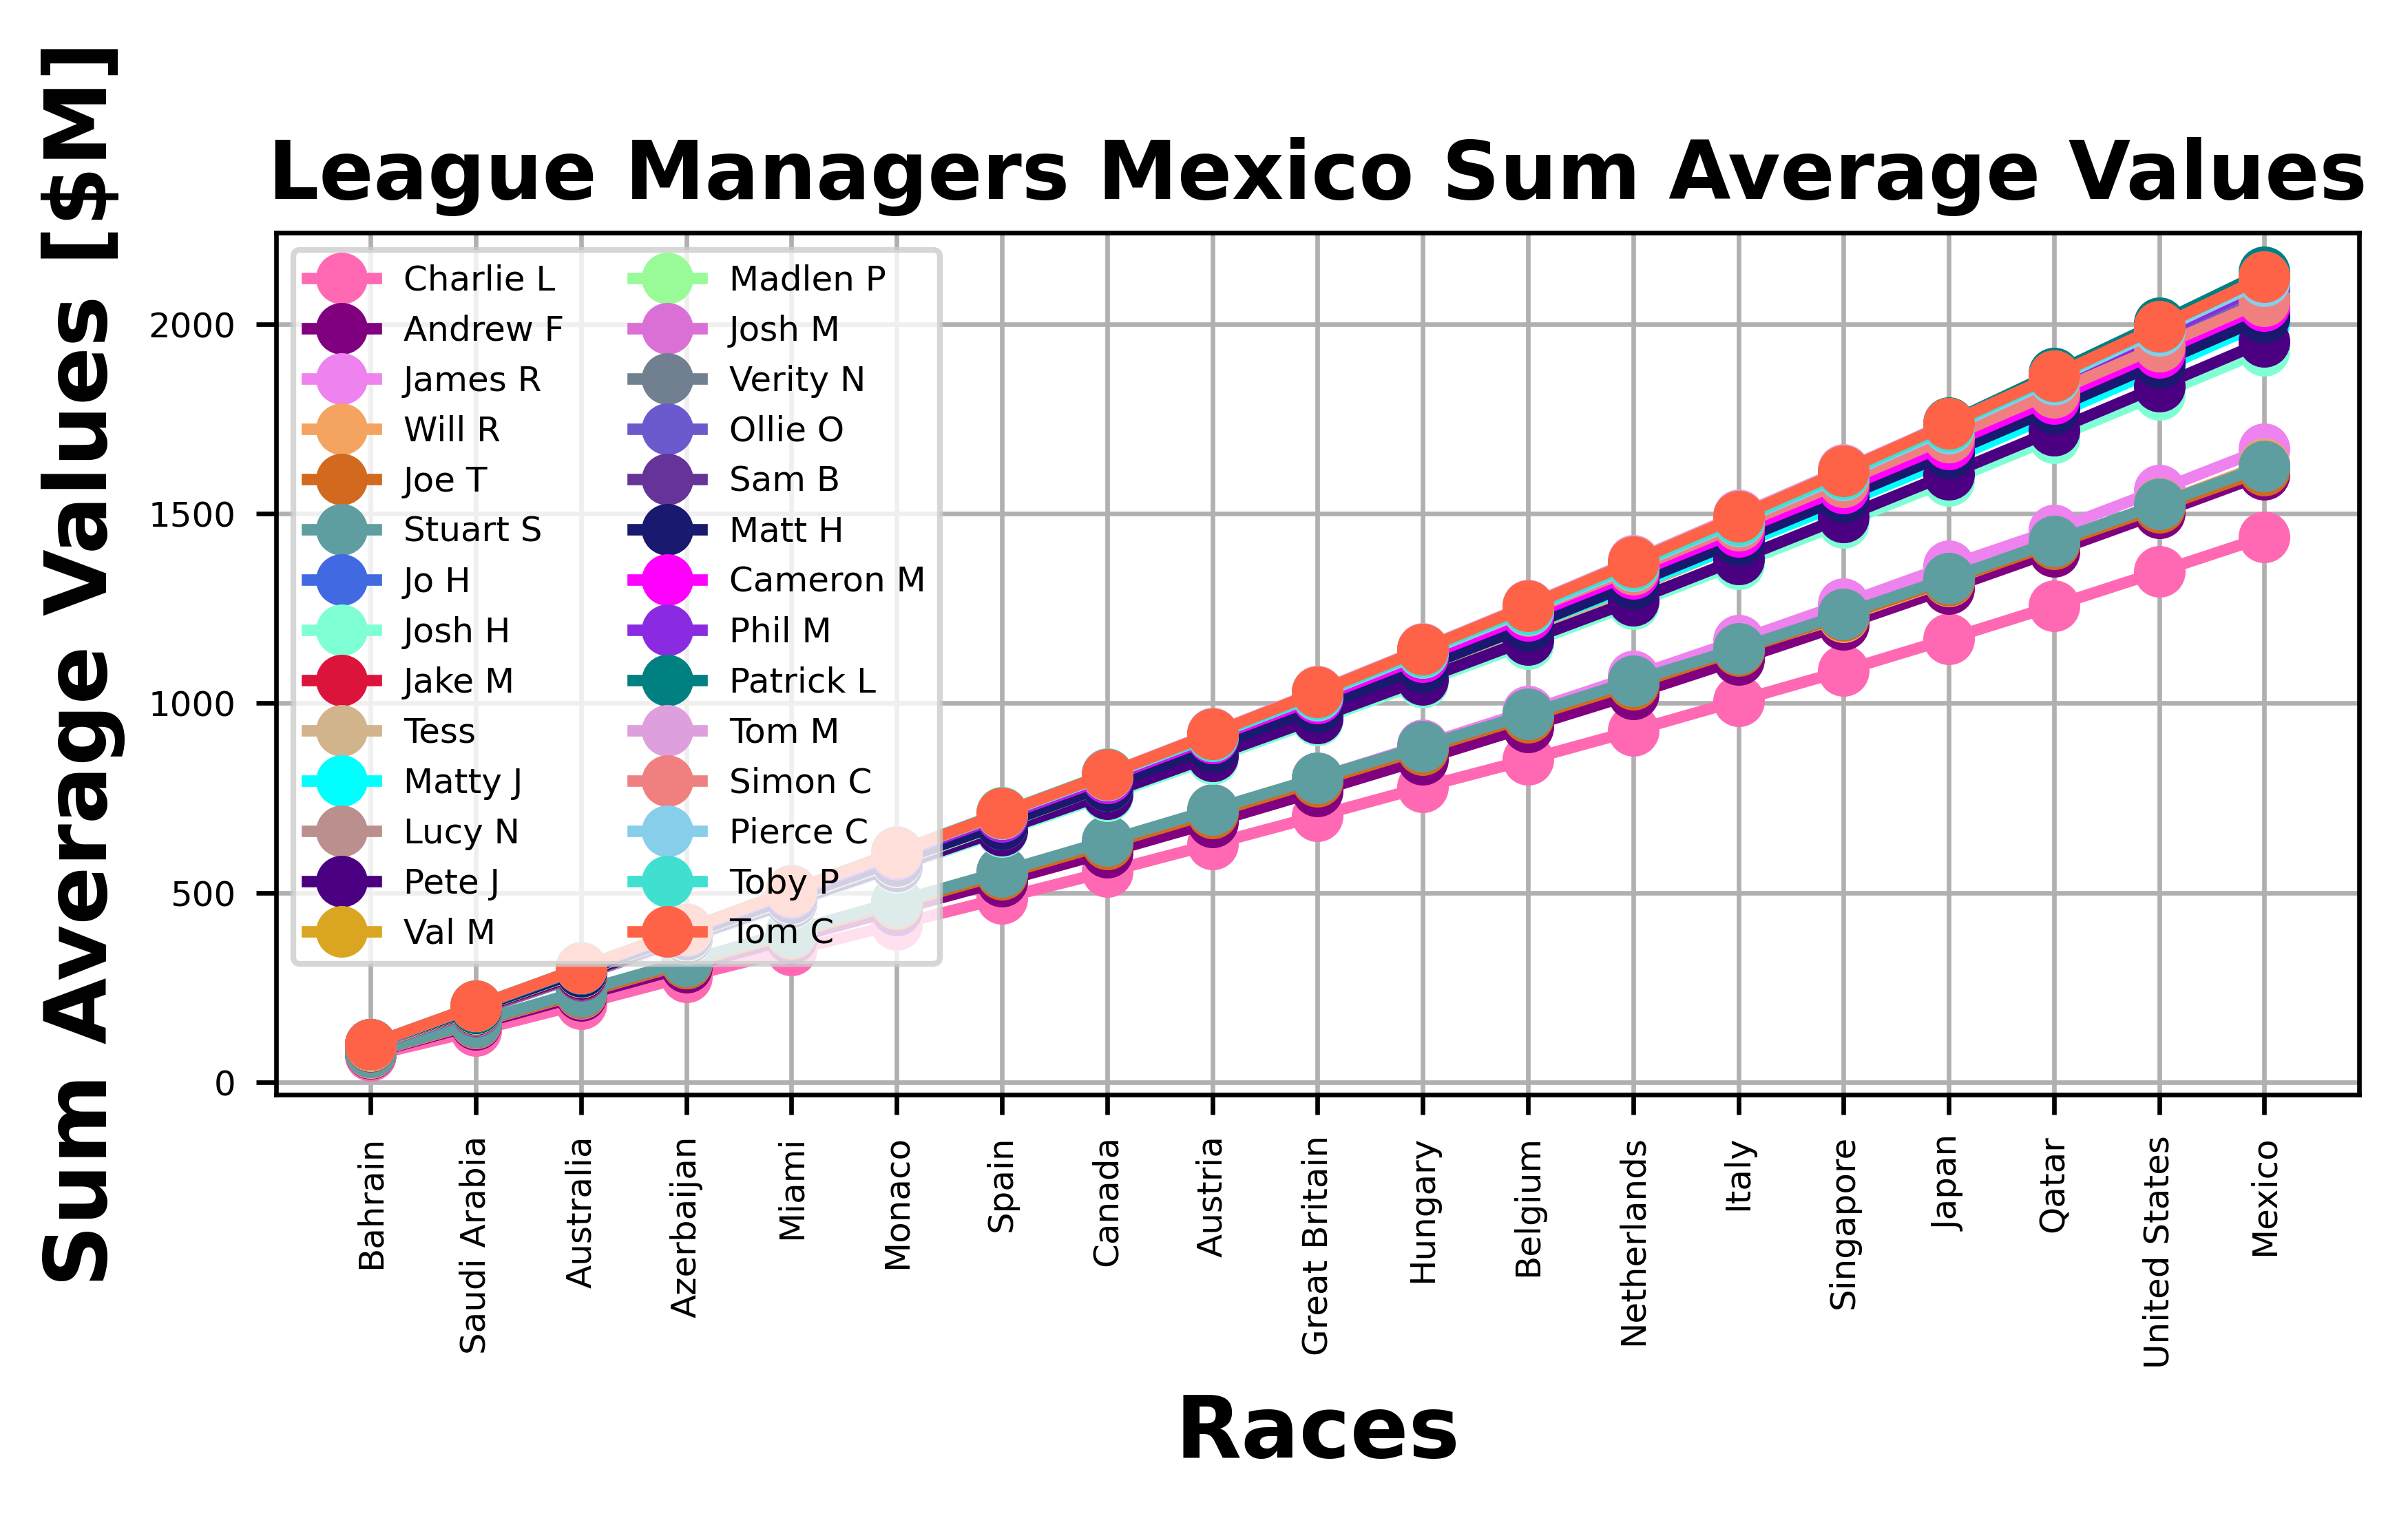 League Managers Mexico Sum Average Values
Sum Average Values [$M]
2000
1500
1000
500
0
Charlie L
Andrew F
James R
Will R
Joe T
Stuart S
Jo H
Josh H
Jake M
Tess
Matty J
Lucy N
Pete J
Val M
Madlen P
Josh M
Verity N
Ollie O
Sam B
Matt H
Cameron M
Phil M
Patrick L
Tom M
Simon C
Pierce C
Toby P
Tom C
Bahrain
Saudi Arabia
Australia
Azerbaijan
Miami
Monaco
Spain
Canada
Austria
Great Britain
Hungary
Belgium
Netherlands
Italy
Singapore
Japan
Qatar
United States
Mexico
Races